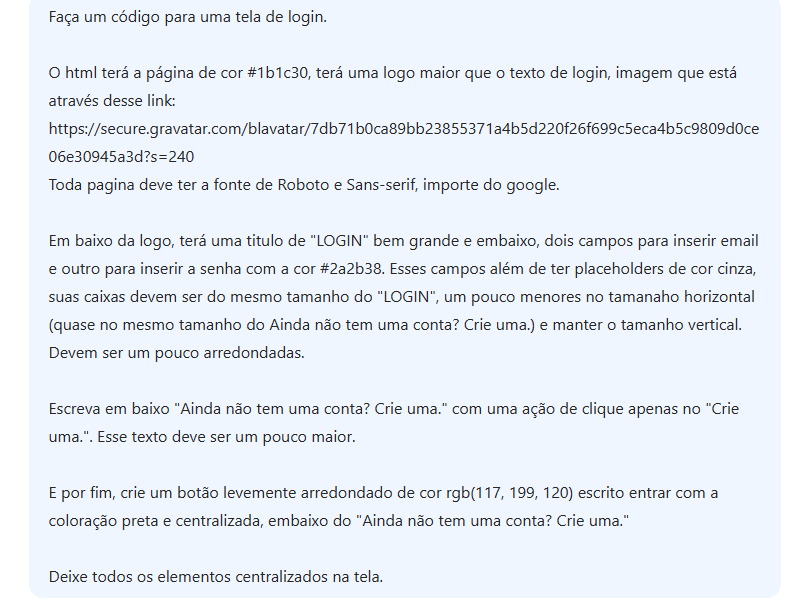 Faça um código para uma tela de login.
O html terá a página de cor #1b1c30, terá uma logo maior que o texto de login, imagem que está
através desse link:
https://secure.gravatar.com/blavatar/7db71b0ca89bb23855371a4b5d220f26f699c5eca4b5c9809d0ce
06e30945a3d?s=240
Toda pagina deve ter a fonte de Roboto e Sans-serif, importe do google.
Em baixo da logo, terá uma titulo de "LOGIN" bem grande e embaixo, dois campos para inserir email
e outro para inserir a senha com a cor #2a2b38. Esses campos além de ter placeholders de cor cinza,
suas caixas devem ser do mesmo tamanho do "LOGIN", um pouco menores no tamanaho horizontal
(quase no mesmo tamanho do Ainda não tem uma conta? Crie uma.) e manter o tamanho vertical.
Devem ser um pouco arredondadas.
Escreva em baixo "Ainda não tem uma conta? Crie uma." com uma ação de clique apenas no "Crie
uma.". Esse texto deve ser um pouco maior.
E por fim, crie um botão levemente arredondado de cor rgb(117, 199, 120) escrito entrar com a
coloração preta e centralizada, embaixo do "Ainda não tem uma conta? Crie uma."
Deixe todos os elementos centralizados na tela.